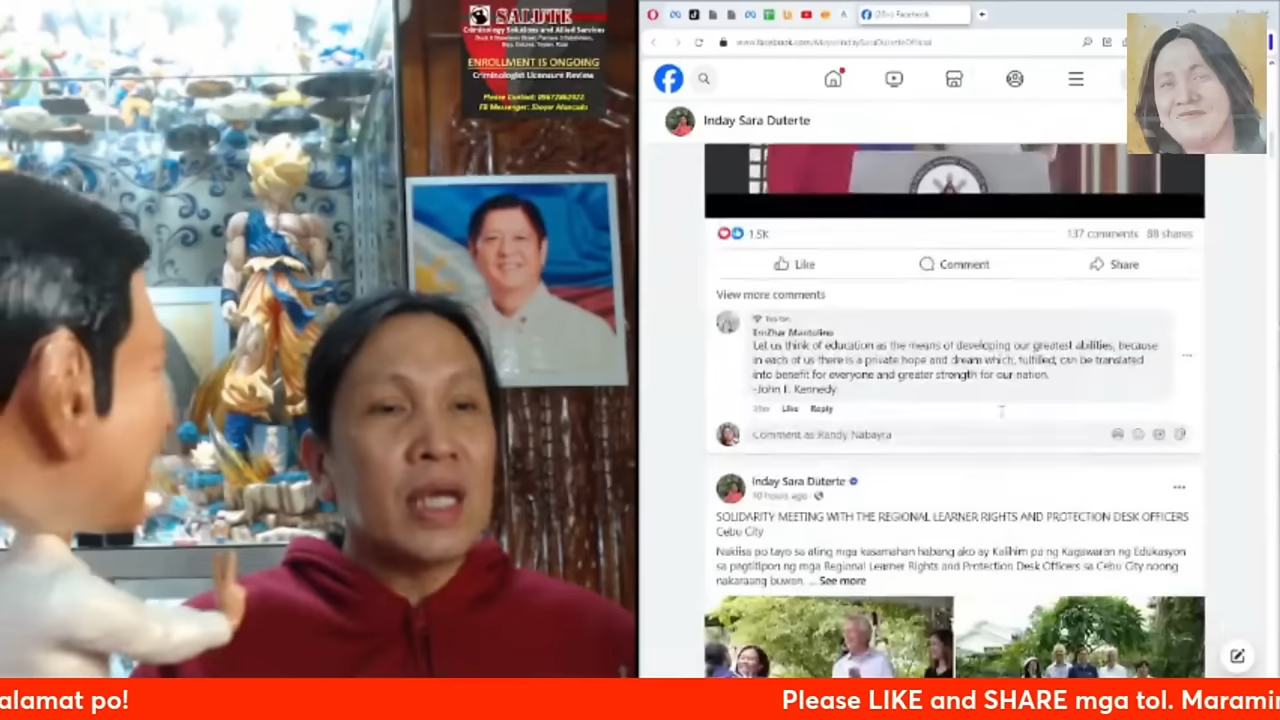 SALUTE
Criminology Solutions and Allied Services
ENROLLMENT IS ONGOING
Criminologist Licensure Review
Please Contact: 09672862022
FB Messenger:
Facebook
Inday Sara Duterte
1.5K
137 comments 88 shares
Like
Comment
Share
View more comments
Let us think of education as the means of developing our greatest abilities, because
in each of us there is a private hope and dream which, fulfilled, can be translated
into benefit for everyone and greater strength for our nation.
-John F. Kennedy
Like Reply
Comment as Randy Nabayra
Inday Sara Duterte
10 hours ago
SOLIDARITY MEETING WITH THE REGIONAL LEARNER RIGHTS AND PROTECTION DESK OFFICERS
Cebu City
Nakiisa po tayo sa ating mga kasamahan habang ako ay Kalihim pa ng Kagawaran ng Edukasyon
sa pagtitipon ng mga Regional Learner Rights and Protection Desk Officers sa Cebu City noong
nakaraang buwan. ... See more
alamat po!
Please LIKE and SHARE mga tol. Maramin